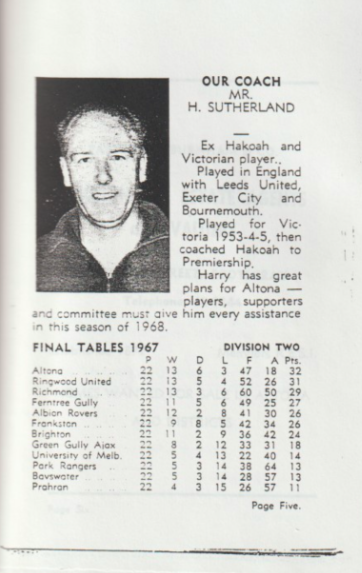 OUR COACH
MR.
H. SUTHERLAND
Ex Hakoah and
Victorian player..
Played in England
with Leeds United,
Exeter City and
Bournemouth.
Played for Vic-
toria 1953-4-5, then
coached Hakoah to
Premiership.
Harry has great
plans for Altona —
players, supporters
and committee must give him every assistance
in this season of 1968.
FINAL TABLES 1967 DIVISION TWO
P W D L F A Pts.
Altona 22 13 6 3 47 18 32
Ringwood United 22 13 5 4 52 26 31
Richmond 22 13 3 6 60 50 29
Ferntree Gully 22 11 5 6 49 25 27
Albion Rovers 22 12 2 8 41 30 26
Frankston 22 9 8 5 42 34 26
Brighton 22 11 2 9 36 42 24
Green Gully Ajax 22 8 2 12 33 31 18
University of Melb. 22 5 4 13 22 40 14
Park Rangers 22 5 3 14 38 64 13
Bayswater 22 5 3 14 28 57 13
Prahran 22 4 3 15 26 57 11
Page Five.